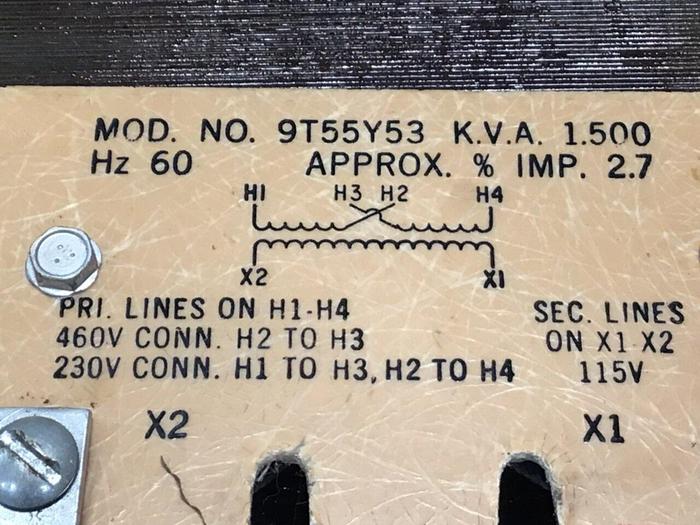 MOD. NO. 9T55Y53 K.V.A. 1.500
Hz 60 APPROX. % IMP. 2.7
H1 H3 H2 H4
X2 X1
PRI. LINES ON H1-H4
460V CONN. H2 TO H3
230V CONN. H1 TO H3, H2 TO H4
SEC. LINES
ON X1 X2
115V
X2 X1